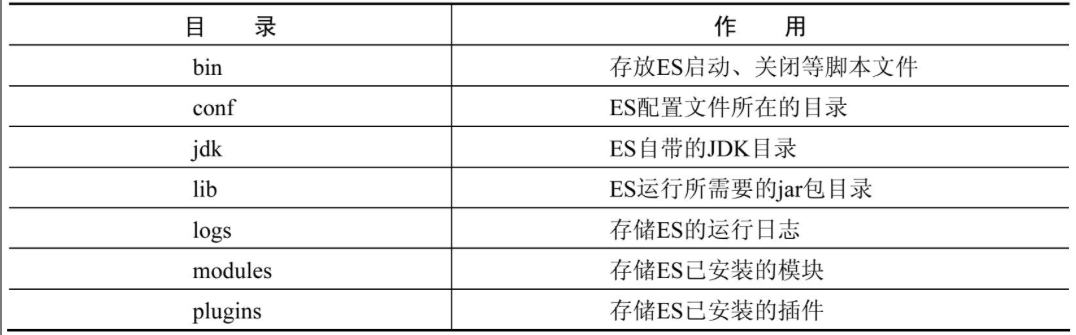 目 录 作 用
bin 存放ES启动、关闭等脚本文件
conf ES配置文件所在的目录
jdk ES自带的JDK目录
lib ES运行所需要的jar包目录
logs 存储ES的运行日志
modules 存储ES已安装的模块
plugins 存储ES已安装的插件